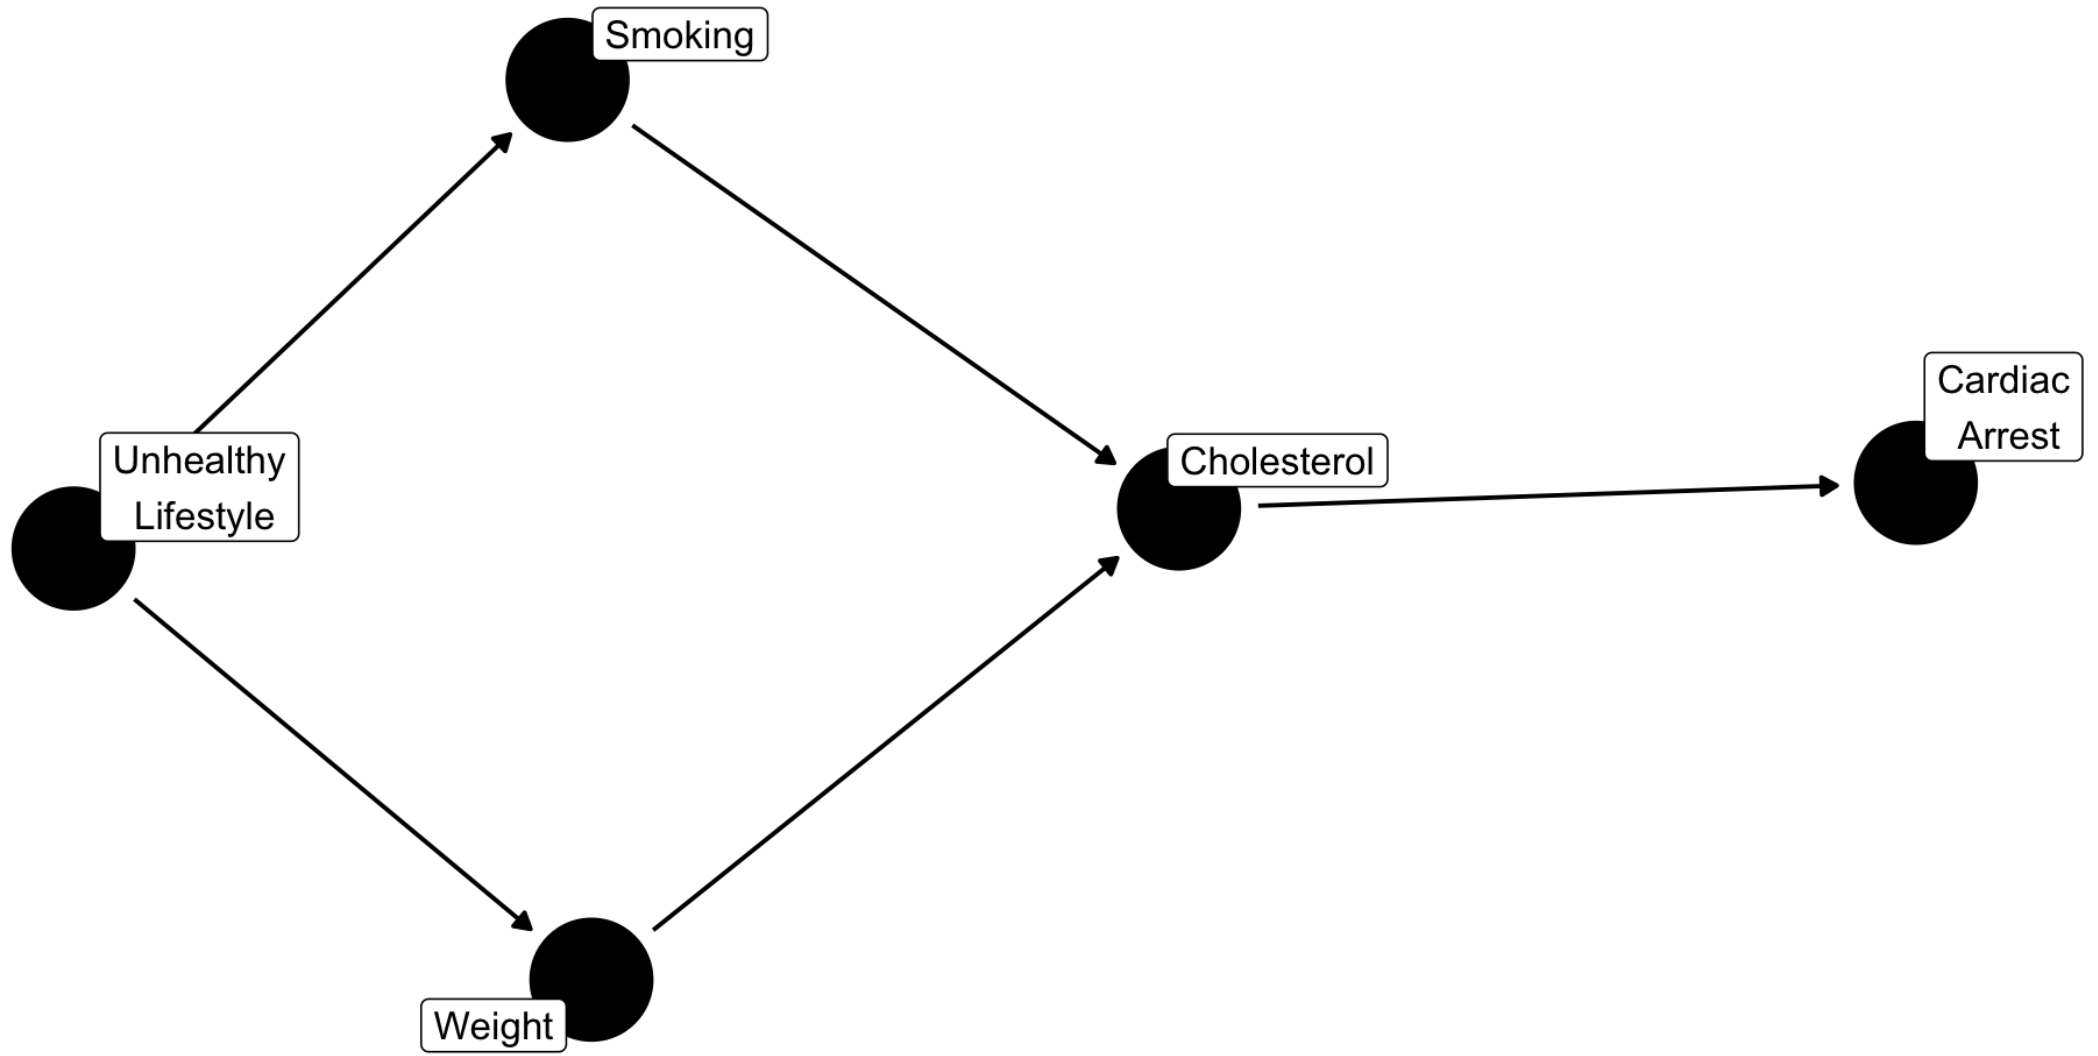 Smoking
Unhealthy
Lifestyle
Cholesterol
Cardiac
Arrest
Weight